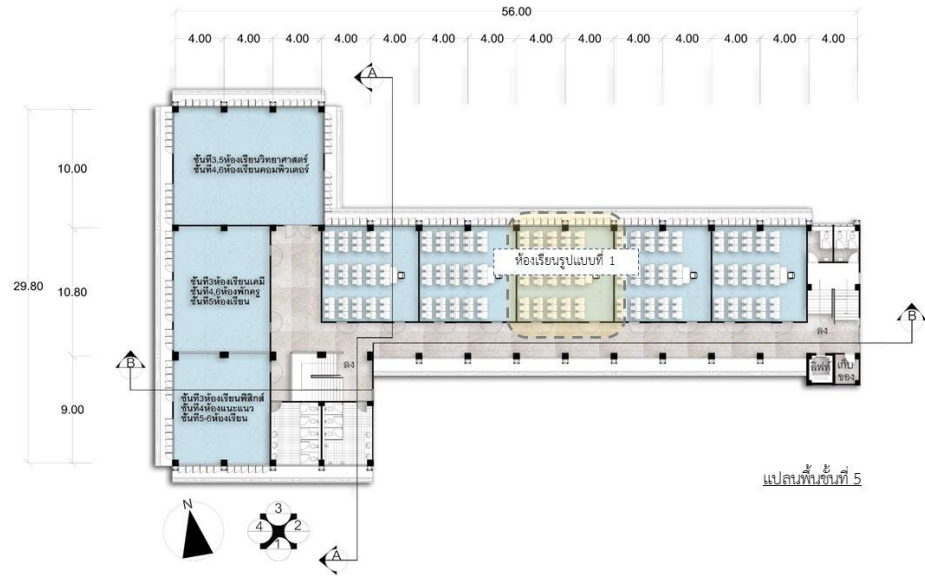 56.00
4.00 4.00 4.00 4.00 4.00 4.00 4.00 4.00 4.00 4.00 4.00 4.00 4.00 4.00
A
29.80
10.00
10.80
9.00
ชั้นที่3,5ห้องเรียนวิทยาศาสตร์
ชั้นที่4,6ห้องเรียนคอมพิวเตอร์
ห้องเรียนรูปแบบที่ 1
ชั้นที่3ห้องเรียนเคมี
4,6ห้องพักครู
ชั้นที่5ห้องเรียน
B
ลง
B
ลง
ลิฟท์
เก็บ
ของ
ชั้นที่3ห้องเรียนฟิสิกส์
ชั้นที่4ห้องแนะแนว
ชั้นที่5-6ห้องเรียน
แปลนพื้นชั้นที่ 5
N
3
4 2
1
A